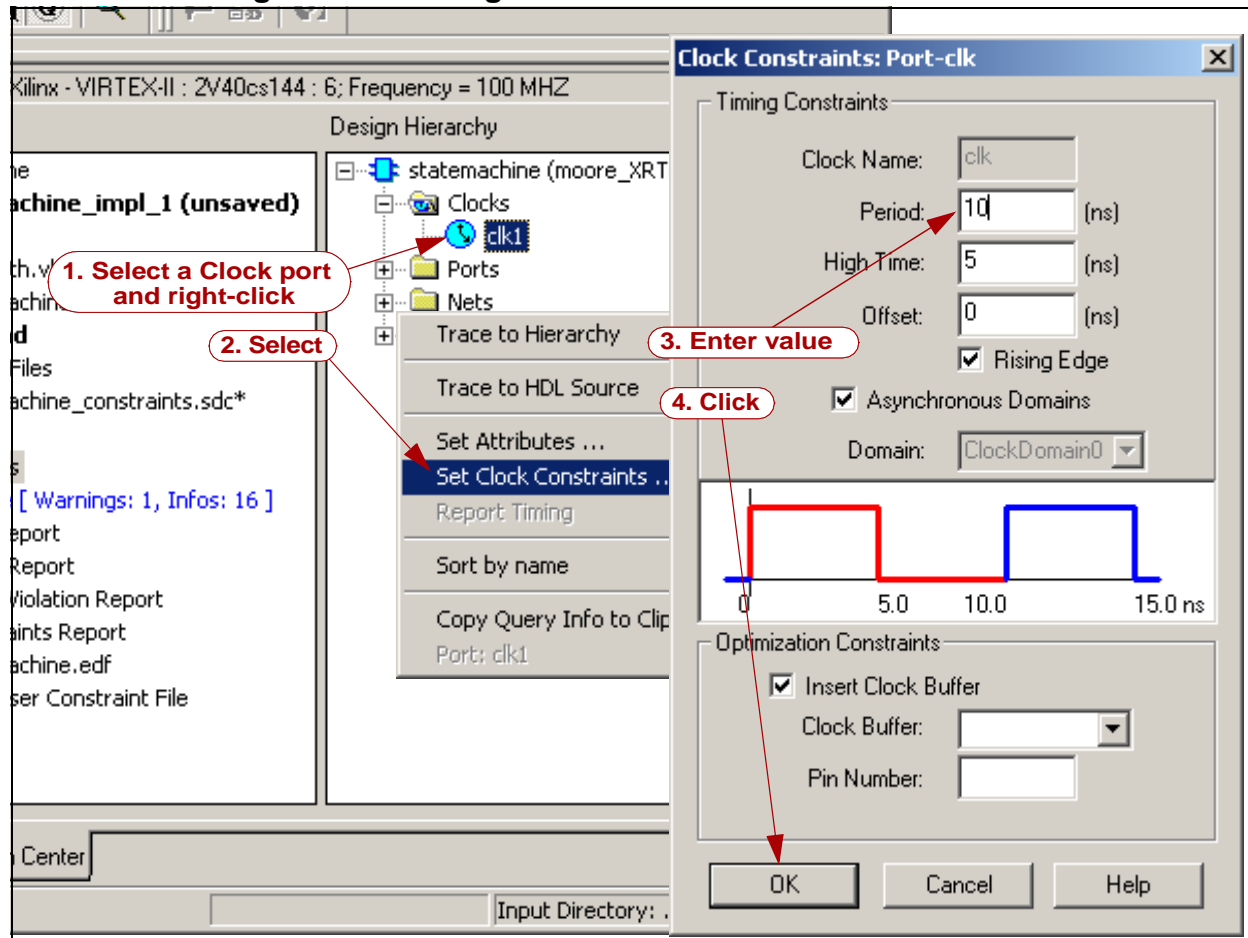 Xilinx - VIRTEX-II : 2V40cs144 : 6; Frequency = 100 MHZ
Design Hierarchy
achine_impl_1 (unsaved)
Files
achine_constraints.sdc*
[ Warnings: 1, Infos: 16 ]
eport
Report
Violation Report
aints Report
achine.edf
ser Constraint File
statemachine (moore_XRT
Clocks
clk1
Ports
Nets
1. Select a Clock port
and right-click
2. Select
Trace to Hierarchy
Trace to HDL Source
Set Attributes ...
Set Clock Constraints ..
Report Timing
Sort by name
Copy Query Info to Clip
Port: clk1
Center
Input Directory: .
Clock Constraints: Port-clk
Timing Constraints
Clock Name: clk
Period: 10 (ns)
High Time: 5 (ns)
Offset: 0 (ns)
3. Enter value
Rising Edge
4. Click
Asynchronous Domains
Domain: ClockDomain0
0 5.0 10.0 15.0 ns
Optimization Constraints
Insert Clock Buffer
Clock Buffer:
Pin Number:
OK Cancel Help